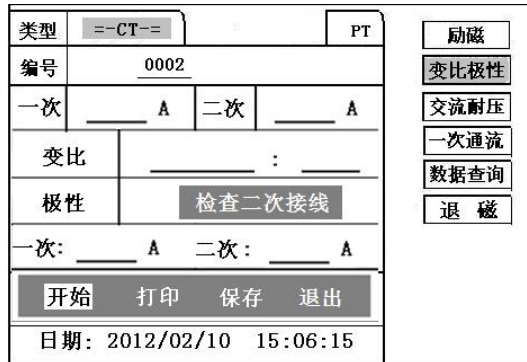 类型 =-CT-= PT
编号 0002
一次 A 二次 A
变比 :
极性 检查二次接线
一次: A 二次: A
开始 打印 保存 退出
日期: 2012/02/10 15:06:15
励磁
变比极性
交流耐压
一次通流
数据查询
退 磁